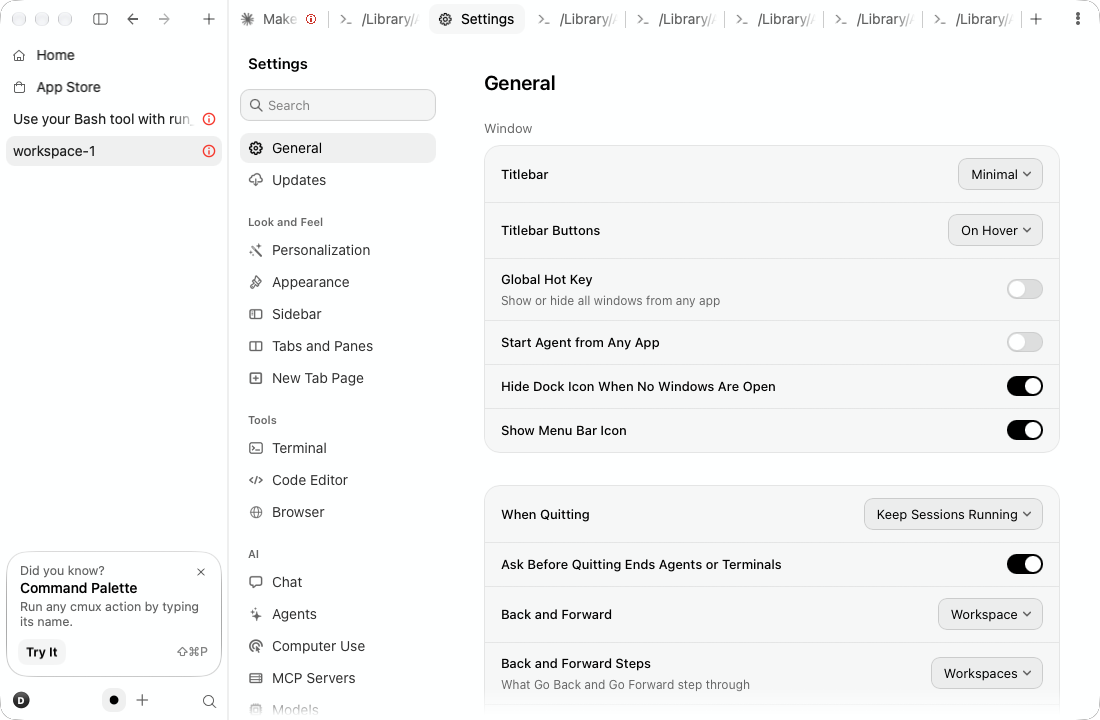 Make
/Library/
Settings
/Library/
/Library/
/Library/
/Library/
/Library/
Home
App Store
Use your Bash tool with run_
workspace-1
Did you know?
Command Palette
Run any cmux action by typing
its name.
Try It
⇧⌘P
D
Settings
Search
General
Updates
Look and Feel
Personalization
Appearance
Sidebar
Tabs and Panes
New Tab Page
Tools
Terminal
Code Editor
Browser
AI
Chat
Agents
Computer Use
MCP Servers
Models
General
Window
Titlebar
Minimal
Titlebar Buttons
On Hover
Global Hot Key
Show or hide all windows from any app
Start Agent from Any App
Hide Dock Icon When No Windows Are Open
Show Menu Bar Icon
When Quitting
Keep Sessions Running
Ask Before Quitting Ends Agents or Terminals
Back and Forward
Workspace
Back and Forward Steps
What Go Back and Go Forward step through
Workspaces